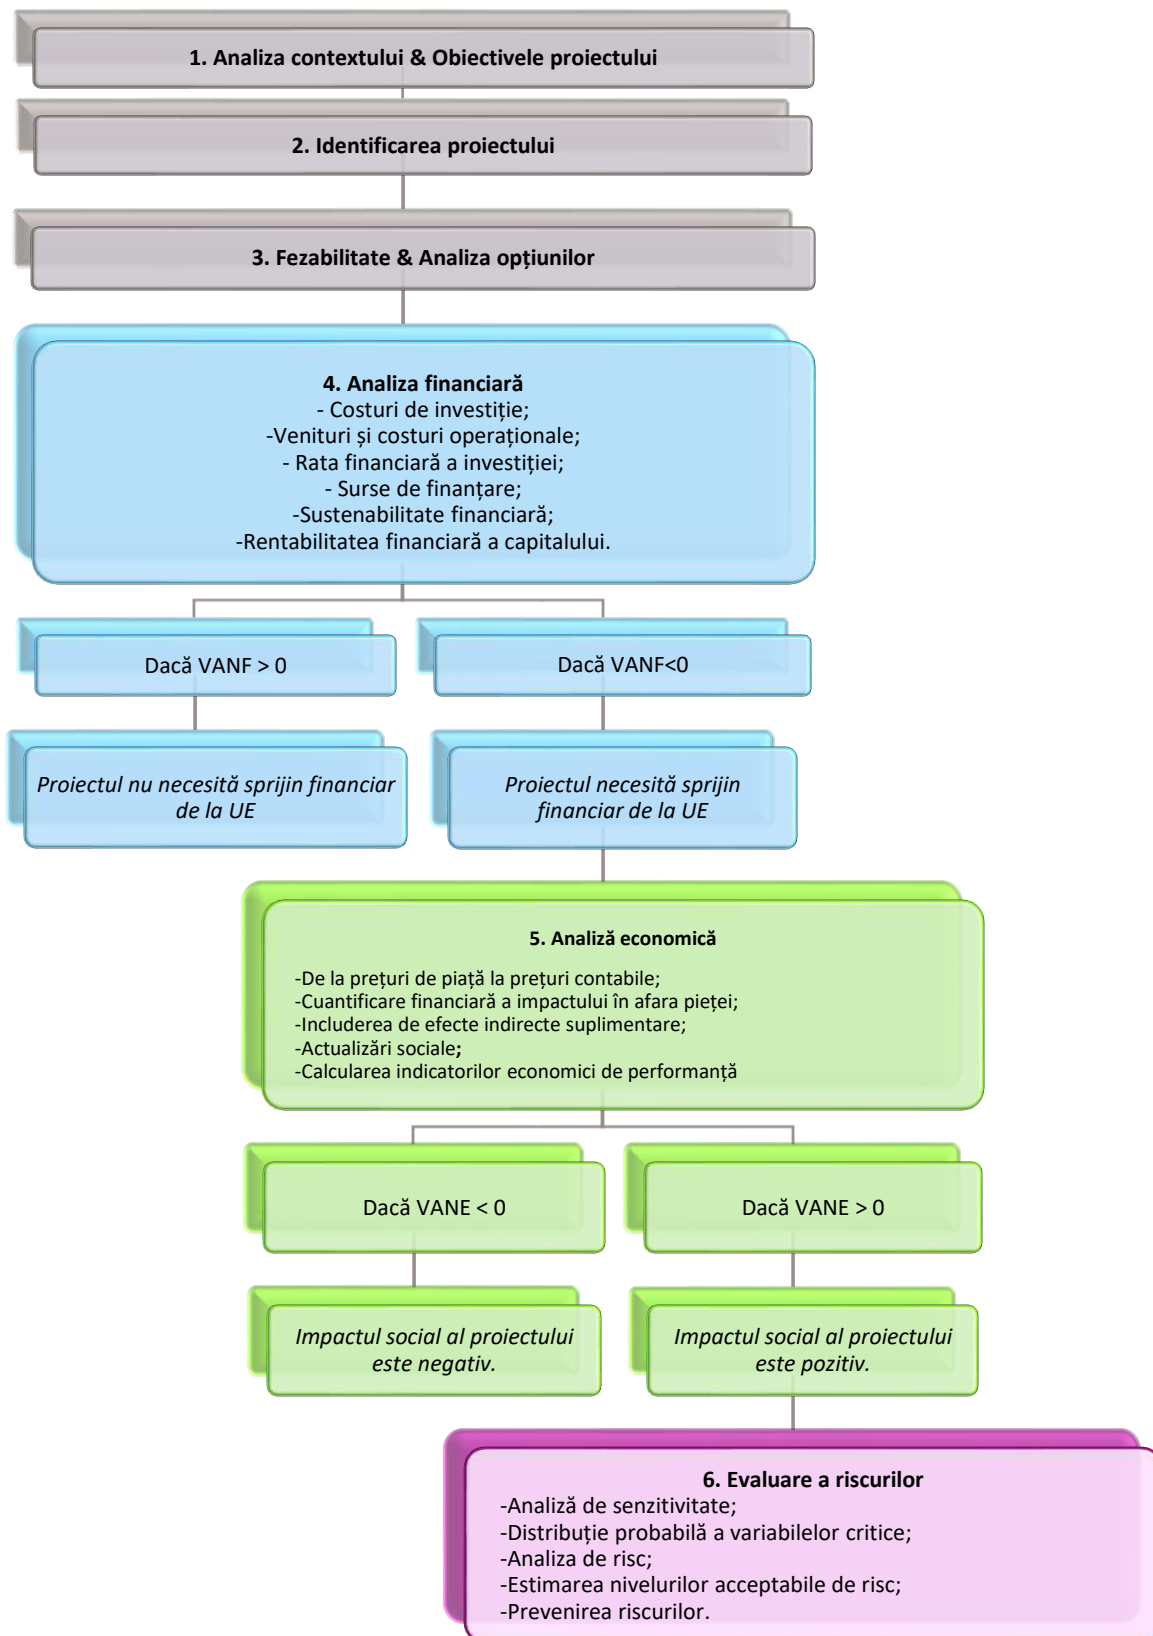 1. Analiza contextului & Obiectivele proiectului
2. Identificarea proiectului
3. Fezabilitate & Analiza opțiunilor
4. Analiza financiară
- Costuri de investiție;
-Venituri și costuri operaționale;
- Rata financiară a investiției;
- Surse de finanțare;
-Sustenabilitate financiară;
-Rentabilitatea financiară a capitalului.
Dacă VANF > 0
Dacă VANF<0
Proiectul nu necesită sprijin financiar
de la UE
Proiectul necesită sprijin
financiar de la UE
5. Analiză economică
-De la prețuri de piață la prețuri contabile;
-Cuantificare financiară a impactului în afara pieței;
-Includerea de efecte indirecte suplimentare;
-Actualizări sociale;
-Calcularea indicatorilor economici de performanță
Dacă VANE < 0
Dacă VANE > 0
Impactul social al proiectului
este negativ.
Impactul social al proiectului
este pozitiv.
6. Evaluare a riscurilor
-Analiză de senzitivitate;
-Distribuție probabilă a variabilelor critice;
-Analiza de risc;
-Estimarea nivelurilor acceptabile de risc;
-Prevenirea riscurilor.